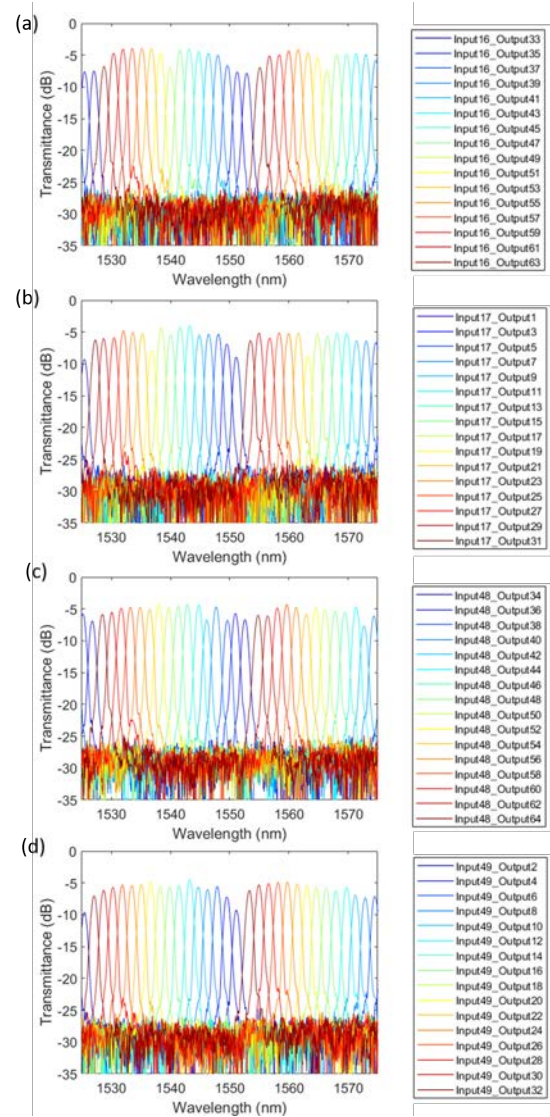 (a)
0
-5
-10
-15
-20
-25
-30
-35
Transmittance (dB)
1530 1540 1550 1560 1570
Wavelength (nm)
Input16_Output33
Input16_Output35
Input16_Output37
Input16_Output39
Input16_Output41
Input16_Output43
Input16_Output45
Input16_Output47
Input16_Output49
Input16_Output51
Input16_Output53
Input16_Output55
Input16_Output57
Input16_Output59
Input16_Output61
Input16_Output63
(b)
0
-5
-10
-15
-20
-25
-30
-35
Transmittance (dB)
1530 1540 1550 1560 1570
Wavelength (nm)
Input17_Output1
Input17_Output3
Input17_Output5
Input17_Output7
Input17_Output9
Input17_Output11
Input17_Output13
Input17_Output15
Input17_Output17
Input17_Output19
Input17_Output21
Input17_Output23
Input17_Output25
Input17_Output27
Input17_Output29
Input17_Output31
(c)
0
-5
-10
-15
-20
-25
-30
-35
Transmittance (dB)
1530 1540 1550 1560 1570
Wavelength (nm)
Input48_Output34
Input48_Output36
Input48_Output38
Input48_Output40
Input48_Output42
Input48_Output44
Input48_Output46
Input48_Output48
Input48_Output50
Input48_Output52
Input48_Output54
Input48_Output56
Input48_Output58
Input48_Output60
Input48_Output62
Input48_Output64
(d)
0
-5
-10
-15
-20
-25
-30
-35
Transmittance (dB)
1530 1540 1550 1560 1570
Wavelength (nm)
Input49_Output2
Input49_Output4
Input49_Output6
Input49_Output8
Input49_Output10
Input49_Output12
Input49_Output14
Input49_Output16
Input49_Output18
Input49_Output20
Input49_Output22
Input49_Output24
Input49_Output26
Input49_Output28
Input49_Output30
Input49_Output32